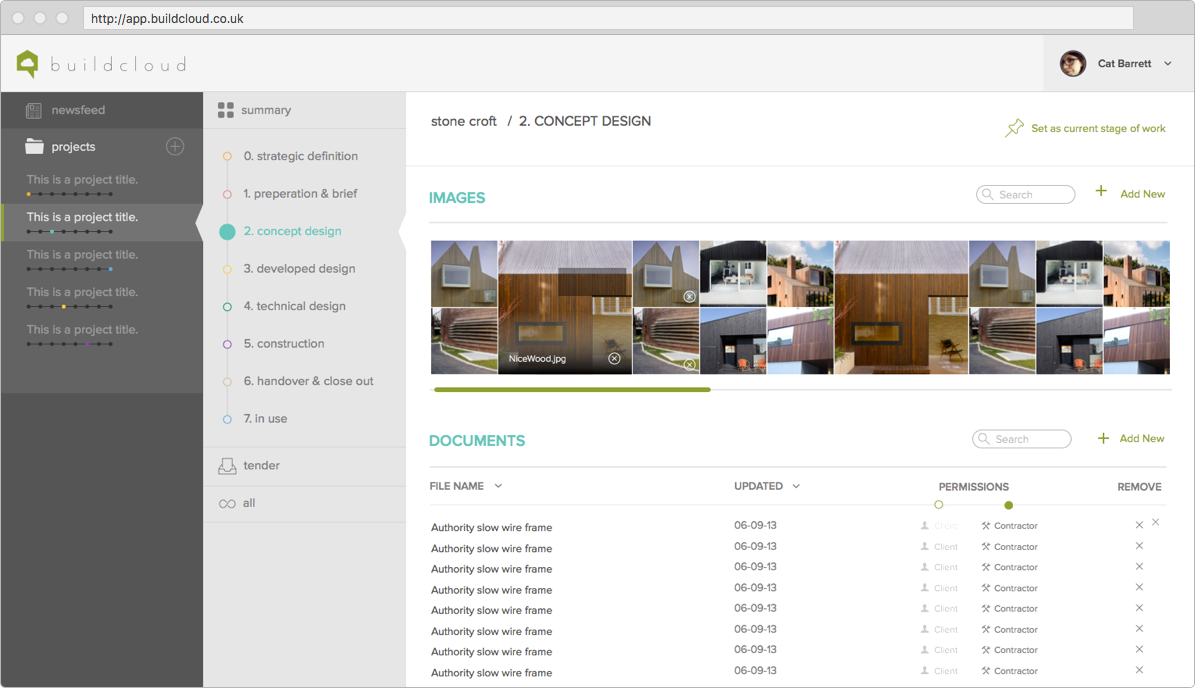 http://app.buildcloud.co.uk
buildcloud
Cat Barrett
newsfeed
projects
This is a project title.
This is a project title.
This is a project title.
This is a project title.
This is a project title.
summary
0. strategic definition
1. preperation & brief
2. concept design
3. developed design
4. technical design
5. construction
6. handover & close out
7. in use
tender
all
stone croft / 2. CONCEPT DESIGN
Set as current stage of work
IMAGES
Search
Add New
NiceWood.jpg
DOCUMENTS
Search
Add New
FILE NAME UPDATED PERMISSIONS REMOVE
Authority slow wire frame 06-09-13 Client Contractor
Authority slow wire frame 06-09-13 Client Contractor
Authority slow wire frame 06-09-13 Client Contractor
Authority slow wire frame 06-09-13 Client Contractor
Authority slow wire frame 06-09-13 Client Contractor
Authority slow wire frame 06-09-13 Client Contractor
Authority slow wire frame 06-09-13 Client Contractor
Authority slow wire frame 06-09-13 Client Contractor